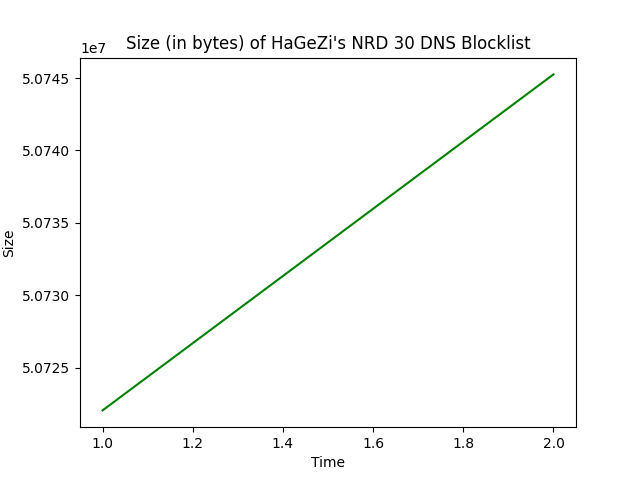 Size (in bytes) of HaGeZi's NRD 30 DNS Blocklist
1e7
5.0745
5.0740
5.0735
5.0730
5.0725
Size
1.0 1.2 1.4 1.6 1.8 2.0
Time